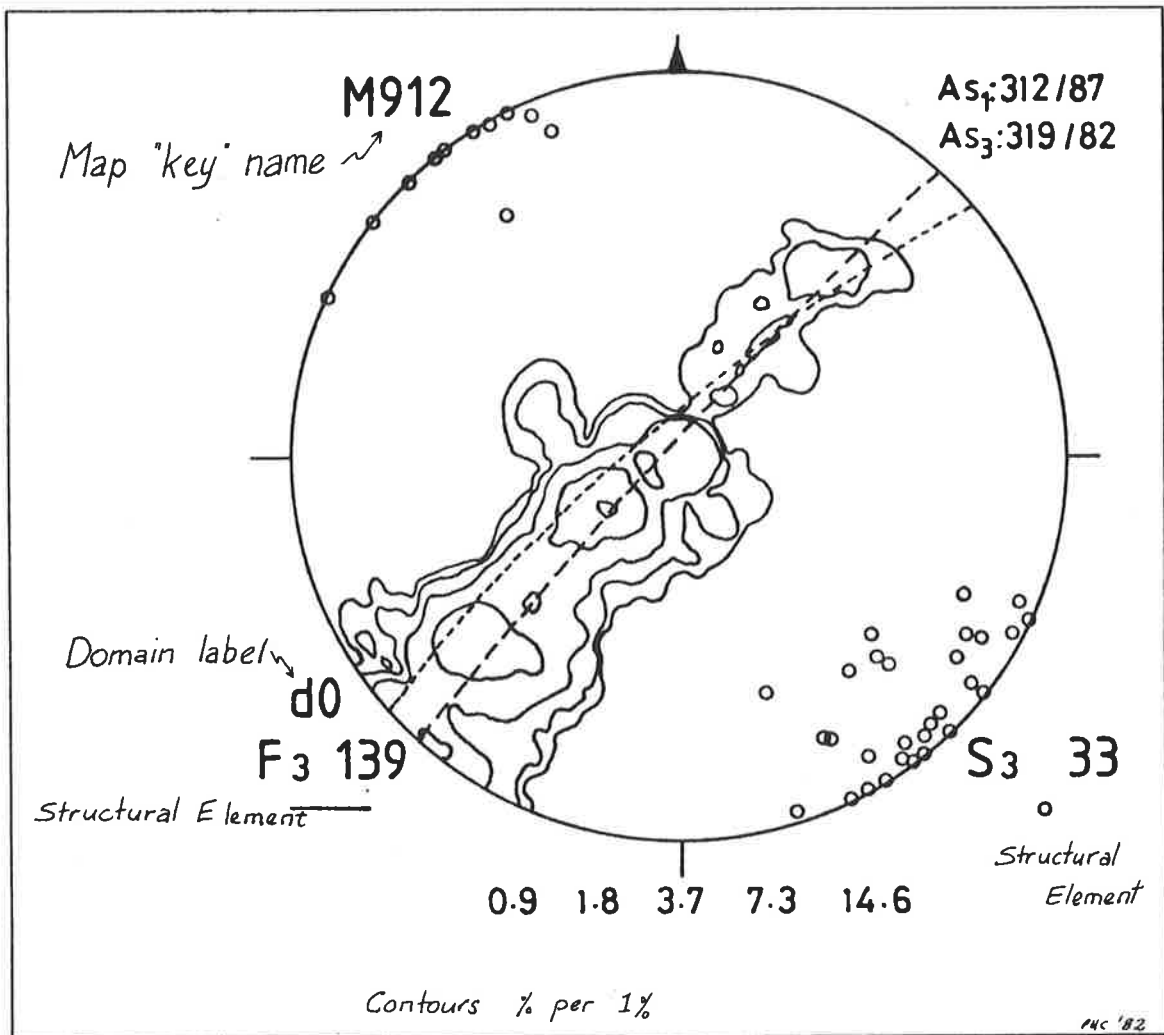 M912
Map "key" name
As₁:312/87
As₃:319/82
Domain label
d0
F₃ 139
Structural Element
S₃ 33
Structural
Element
0.9 1.8 3.7 7.3 14.6
Contours % per 1%